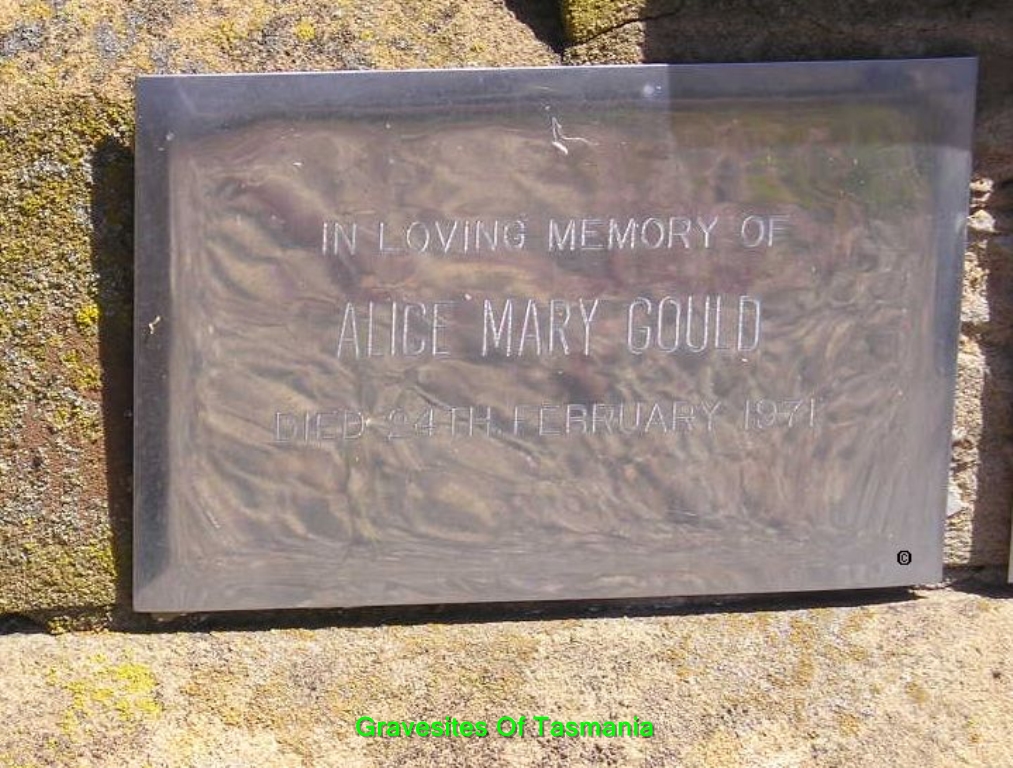 IN LOVING MEMORY OF
ALICE MARY GOULD
DIED 24TH. FEBRUARY 1971
©
Gravesites Of Tasmania